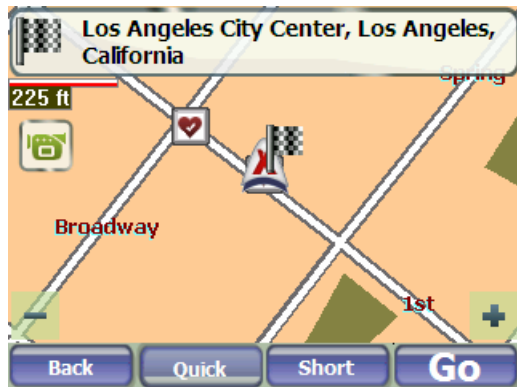 Los Angeles City Center, Los Angeles,
California
Spring
225 ft
Broadway
1st
Back
Quick
Short
Go